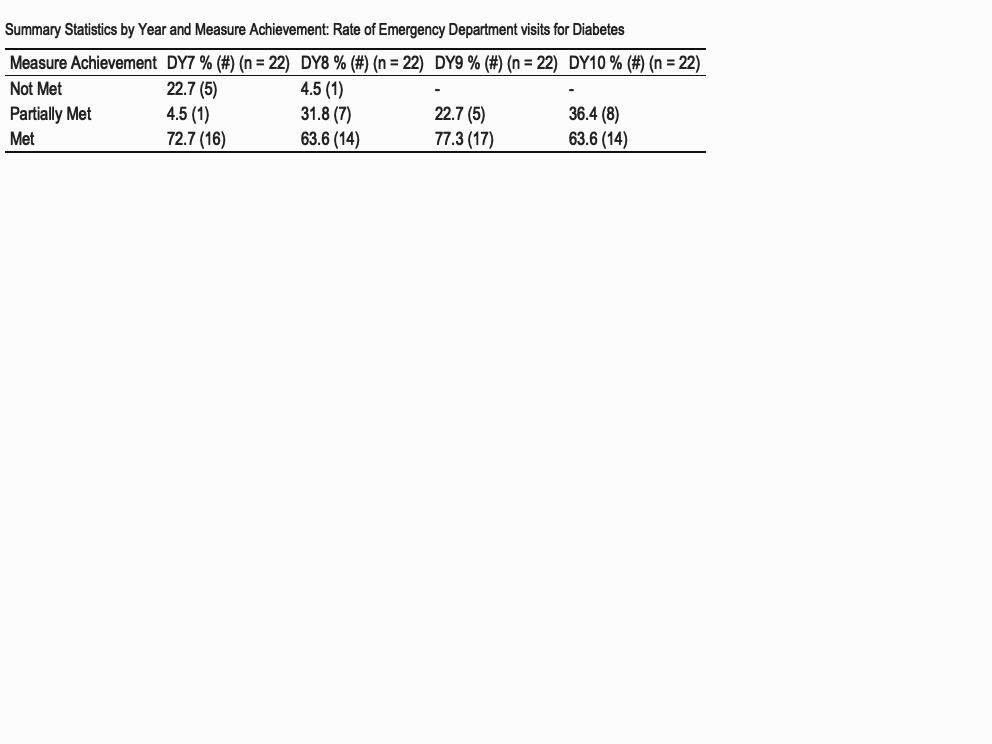 Summary Statistics by Year and Measure Achievement: Rate of Emergency Department visits for Diabetes
Measure Achievement DY7 % (#) (n = 22) DY8 % (#) (n = 22) DY9 % (#) (n = 22) DY10 % (#) (n = 22)
Not Met 22.7 (5) 4.5 (1) - -
Partially Met 4.5 (1) 31.8 (7) 22.7 (5) 36.4 (8)
Met 72.7 (16) 63.6 (14) 77.3 (17) 63.6 (14)